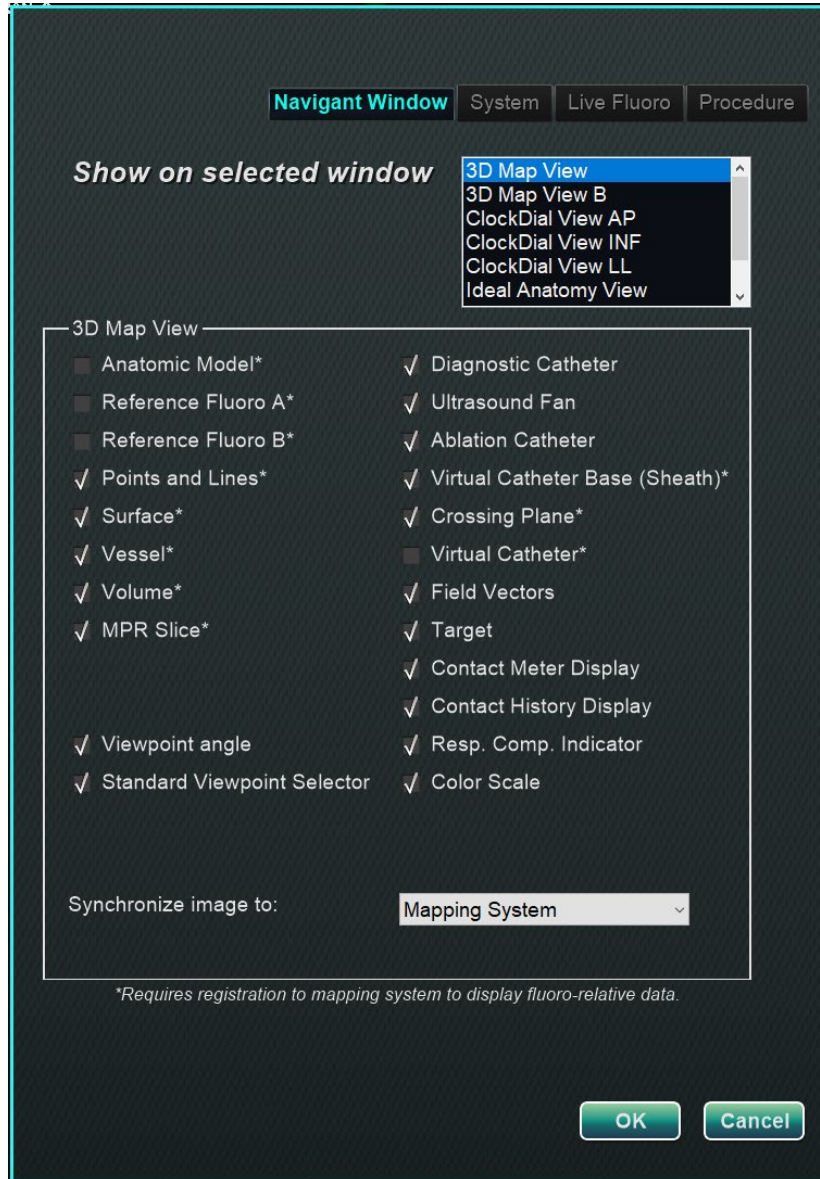 Navigant Window System Live Fluoro Procedure
Show on selected window
3D Map View
3D Map View B
ClockDial View AP
ClockDial View INF
ClockDial View LL
Ideal Anatomy View
3D Map View
Anatomic Model* Diagnostic Catheter
Reference Fluoro A* Ultrasound Fan
Reference Fluoro B* Ablation Catheter
Points and Lines* Virtual Catheter Base (Sheath)*
Surface* Crossing Plane*
Vessel* Virtual Catheter*
Volume* Field Vectors
MPR Slice* Target
Contact Meter Display
Contact History Display
Viewpoint angle Resp. Comp. Indicator
Standard Viewpoint Selector Color Scale
Synchronize image to: Mapping System
*Requires registration to mapping system to display fluoro-relative data.
OK Cancel